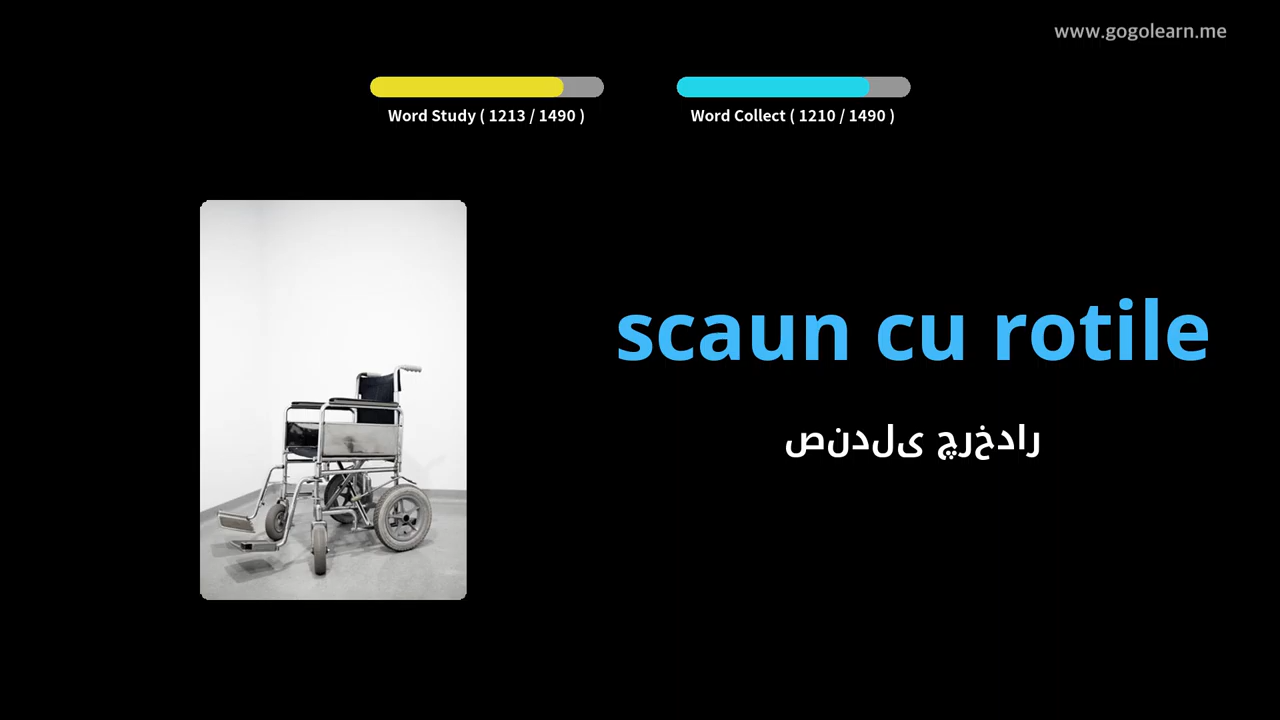 www.gogolearn.me
Word Study ( 1213 / 1490 )
Word Collect ( 1210 / 1490 )
scaun cu rotile
صندلی چرخدار